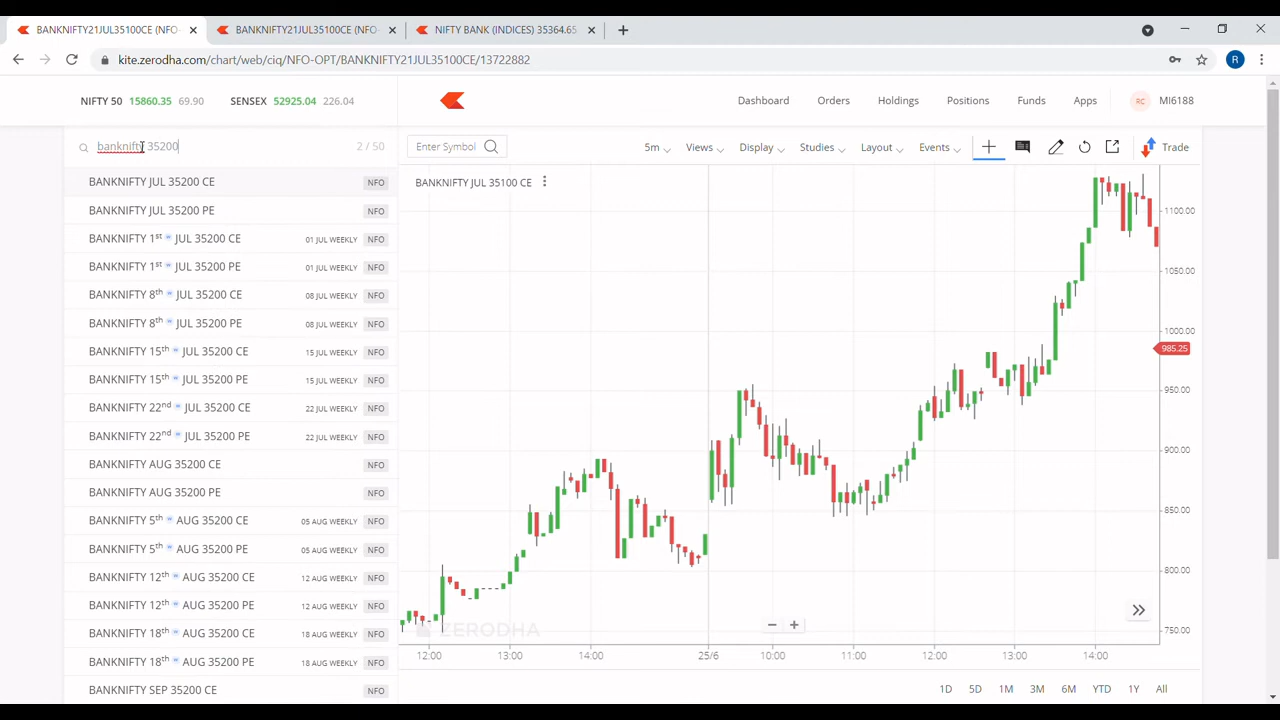 BANKNIFTY21JUL35100CE (NFO-
BANKNIFTY21JUL35100CE (NFO-
NIFTY BANK (INDICES) 35364.65
kite.zerodha.com/chart/web/ciq/NFO-OPT/BANKNIFTY21JUL35100CE/13722882
R
NIFTY 50 15860.35 69.90 SENSEX 52925.04 226.04
Dashboard Orders Holdings Positions Funds Apps RC MI6188
banknifty 35200 2 / 50
Enter Symbol 5m Views Display Studies Layout Events Trade
BANKNIFTY JUL 35200 CE NFO
BANKNIFTY JUL 35200 PE NFO
BANKNIFTY 1st w JUL 35200 CE 01 JUL WEEKLY NFO
BANKNIFTY 1st w JUL 35200 PE 01 JUL WEEKLY NFO
BANKNIFTY 8th w JUL 35200 CE 08 JUL WEEKLY NFO
BANKNIFTY 8th w JUL 35200 PE 08 JUL WEEKLY NFO
BANKNIFTY 15th w JUL 35200 CE 15 JUL WEEKLY NFO
BANKNIFTY 15th w JUL 35200 PE 15 JUL WEEKLY NFO
BANKNIFTY 22nd w JUL 35200 CE 22 JUL WEEKLY NFO
BANKNIFTY 22nd w JUL 35200 PE 22 JUL WEEKLY NFO
BANKNIFTY AUG 35200 CE NFO
BANKNIFTY AUG 35200 PE NFO
BANKNIFTY 5th w AUG 35200 CE 05 AUG WEEKLY NFO
BANKNIFTY 5th w AUG 35200 PE 05 AUG WEEKLY NFO
BANKNIFTY 12th w AUG 35200 CE 12 AUG WEEKLY NFO
BANKNIFTY 12th w AUG 35200 PE 12 AUG WEEKLY NFO
BANKNIFTY 18th w AUG 35200 CE 18 AUG WEEKLY NFO
BANKNIFTY 18th w AUG 35200 PE 18 AUG WEEKLY NFO
BANKNIFTY SEP 35200 CE NFO
BANKNIFTY JUL 35100 CE
1100.00
1050.00
1000.00
985.25
950.00
900.00
850.00
800.00
750.00
ZERODHA
12:00 13:00 14:00 25/6 10:00 11:00 12:00 13:00 14:00
1D 5D 1M 3M 6M YTD 1Y All